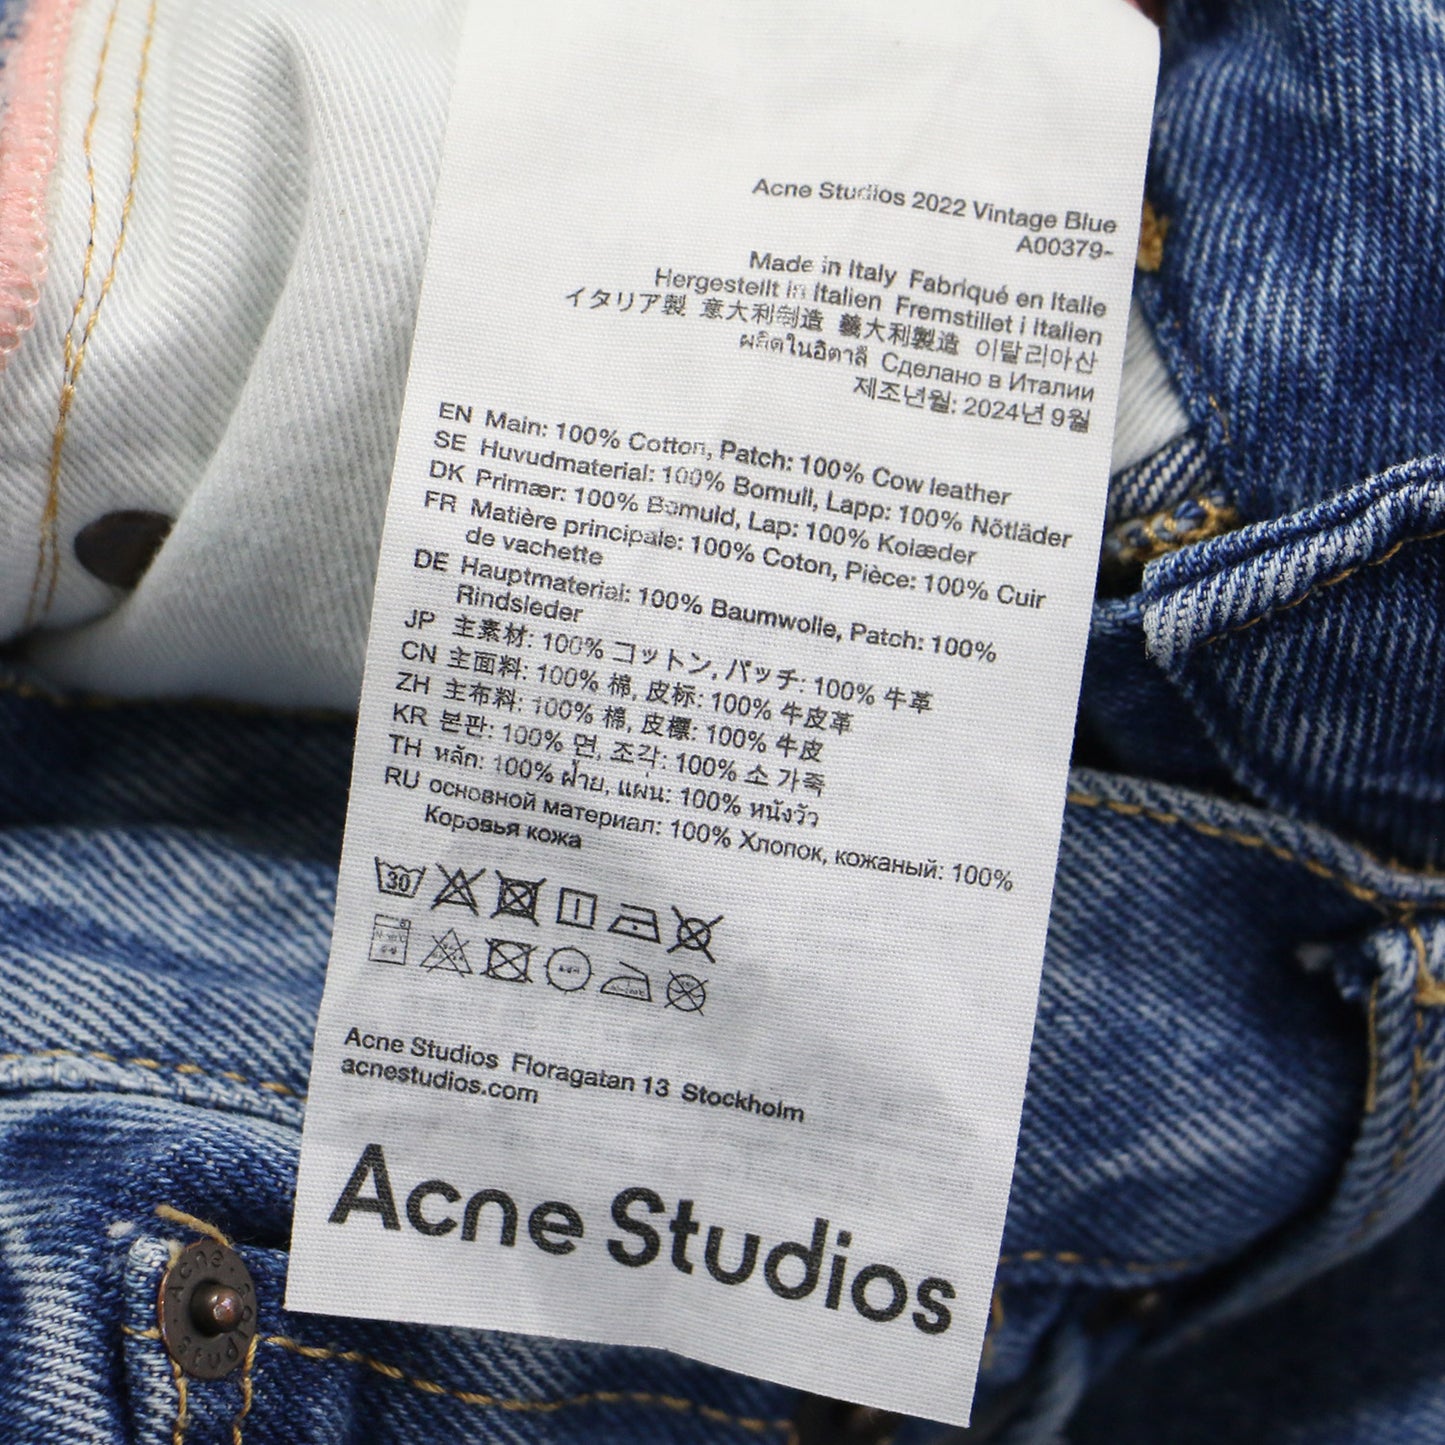 Acne Studios 2022 Vintage Blue
A00379-
Made in Italy Fabriqué en Italie
Hergestellt in Italien Fremstillet i Italien
イタリア製 意大利制造 義大利製造 이탈리아산
ผลิตในอิตาลี Сделано в Италии
제조년월: 2024년 9월
EN Main: 100% Cotton, Patch: 100% Cow leather
SE Huvudmaterial: 100% Bomull, Lapp: 100% Nötläder
DK Primær: 100% Bomuld, Lap: 100% Kolæder
FR Matière principale: 100% Coton, Pièce: 100% Cuir
de vachette
DE Hauptmaterial: 100% Baumwolle, Patch: 100%
Rindsleder
JP 主素材: 100% コットン, パッチ: 100% 牛革
CN 主面料: 100% 棉, 皮标: 100% 牛皮革
ZH 主布料: 100% 棉, 皮標: 100% 牛皮
KR 본판: 100% 면, 조각: 100% 소 가죽
TH หลัก: 100% ฝ้าย, แผ่น: 100% หนังวัว
RU основной материал: 100% Хлопок, кожаный: 100%
Коровья кожа
30
Acne Studios Floragatan 13 Stockholm
acnestudios.com
Acne Studios
Acne Studios